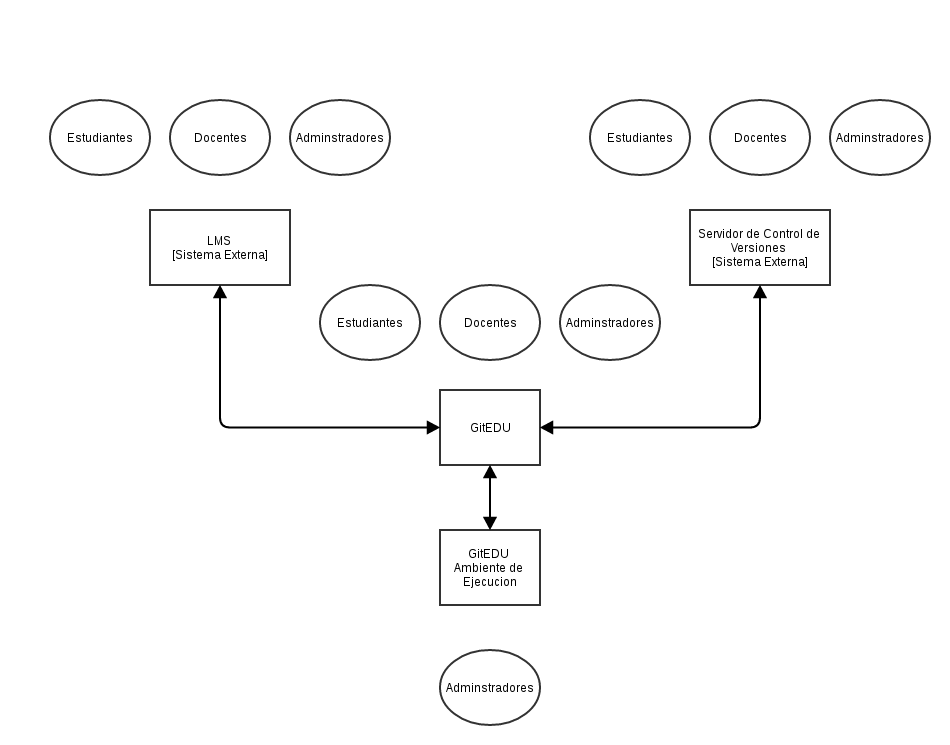 Estudiantes
Docentes
Adminstradores
Estudiantes
Docentes
Adminstradores
LMS
[Sistema Externa]
Servidor de Control de
Versiones
[Sistema Externa]
Estudiantes
Docentes
Adminstradores
GitEDU
GitEDU
Ambiente de
Ejecucion
Adminstradores